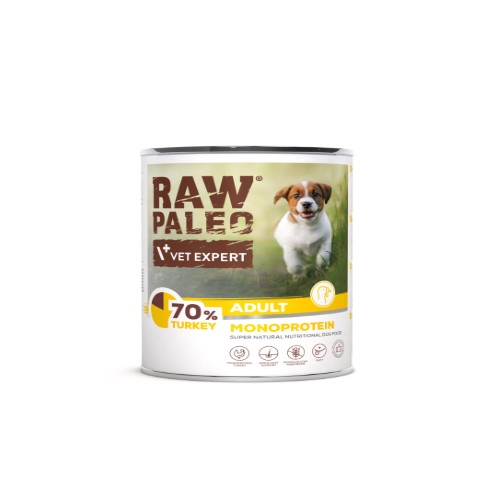 RAW®
PALEO
VET EXPERT
70%
TURKEY
ADULT
MONOPROTEIN
SUPER NATURAL NUTRITIONAL DOG FOOD